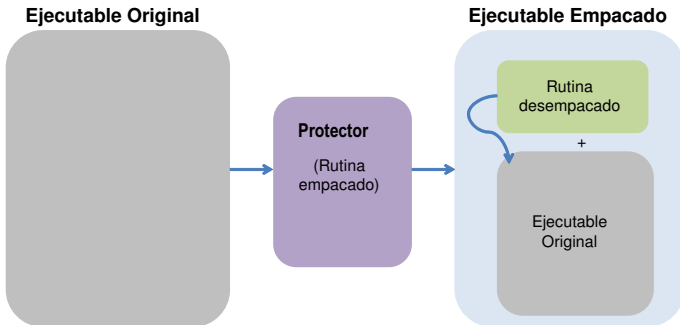 Ejecutable Original
Protector
(Rutina
empacado)
Ejecutable Empacado
Rutina
desempacado
+
Ejecutable
Original